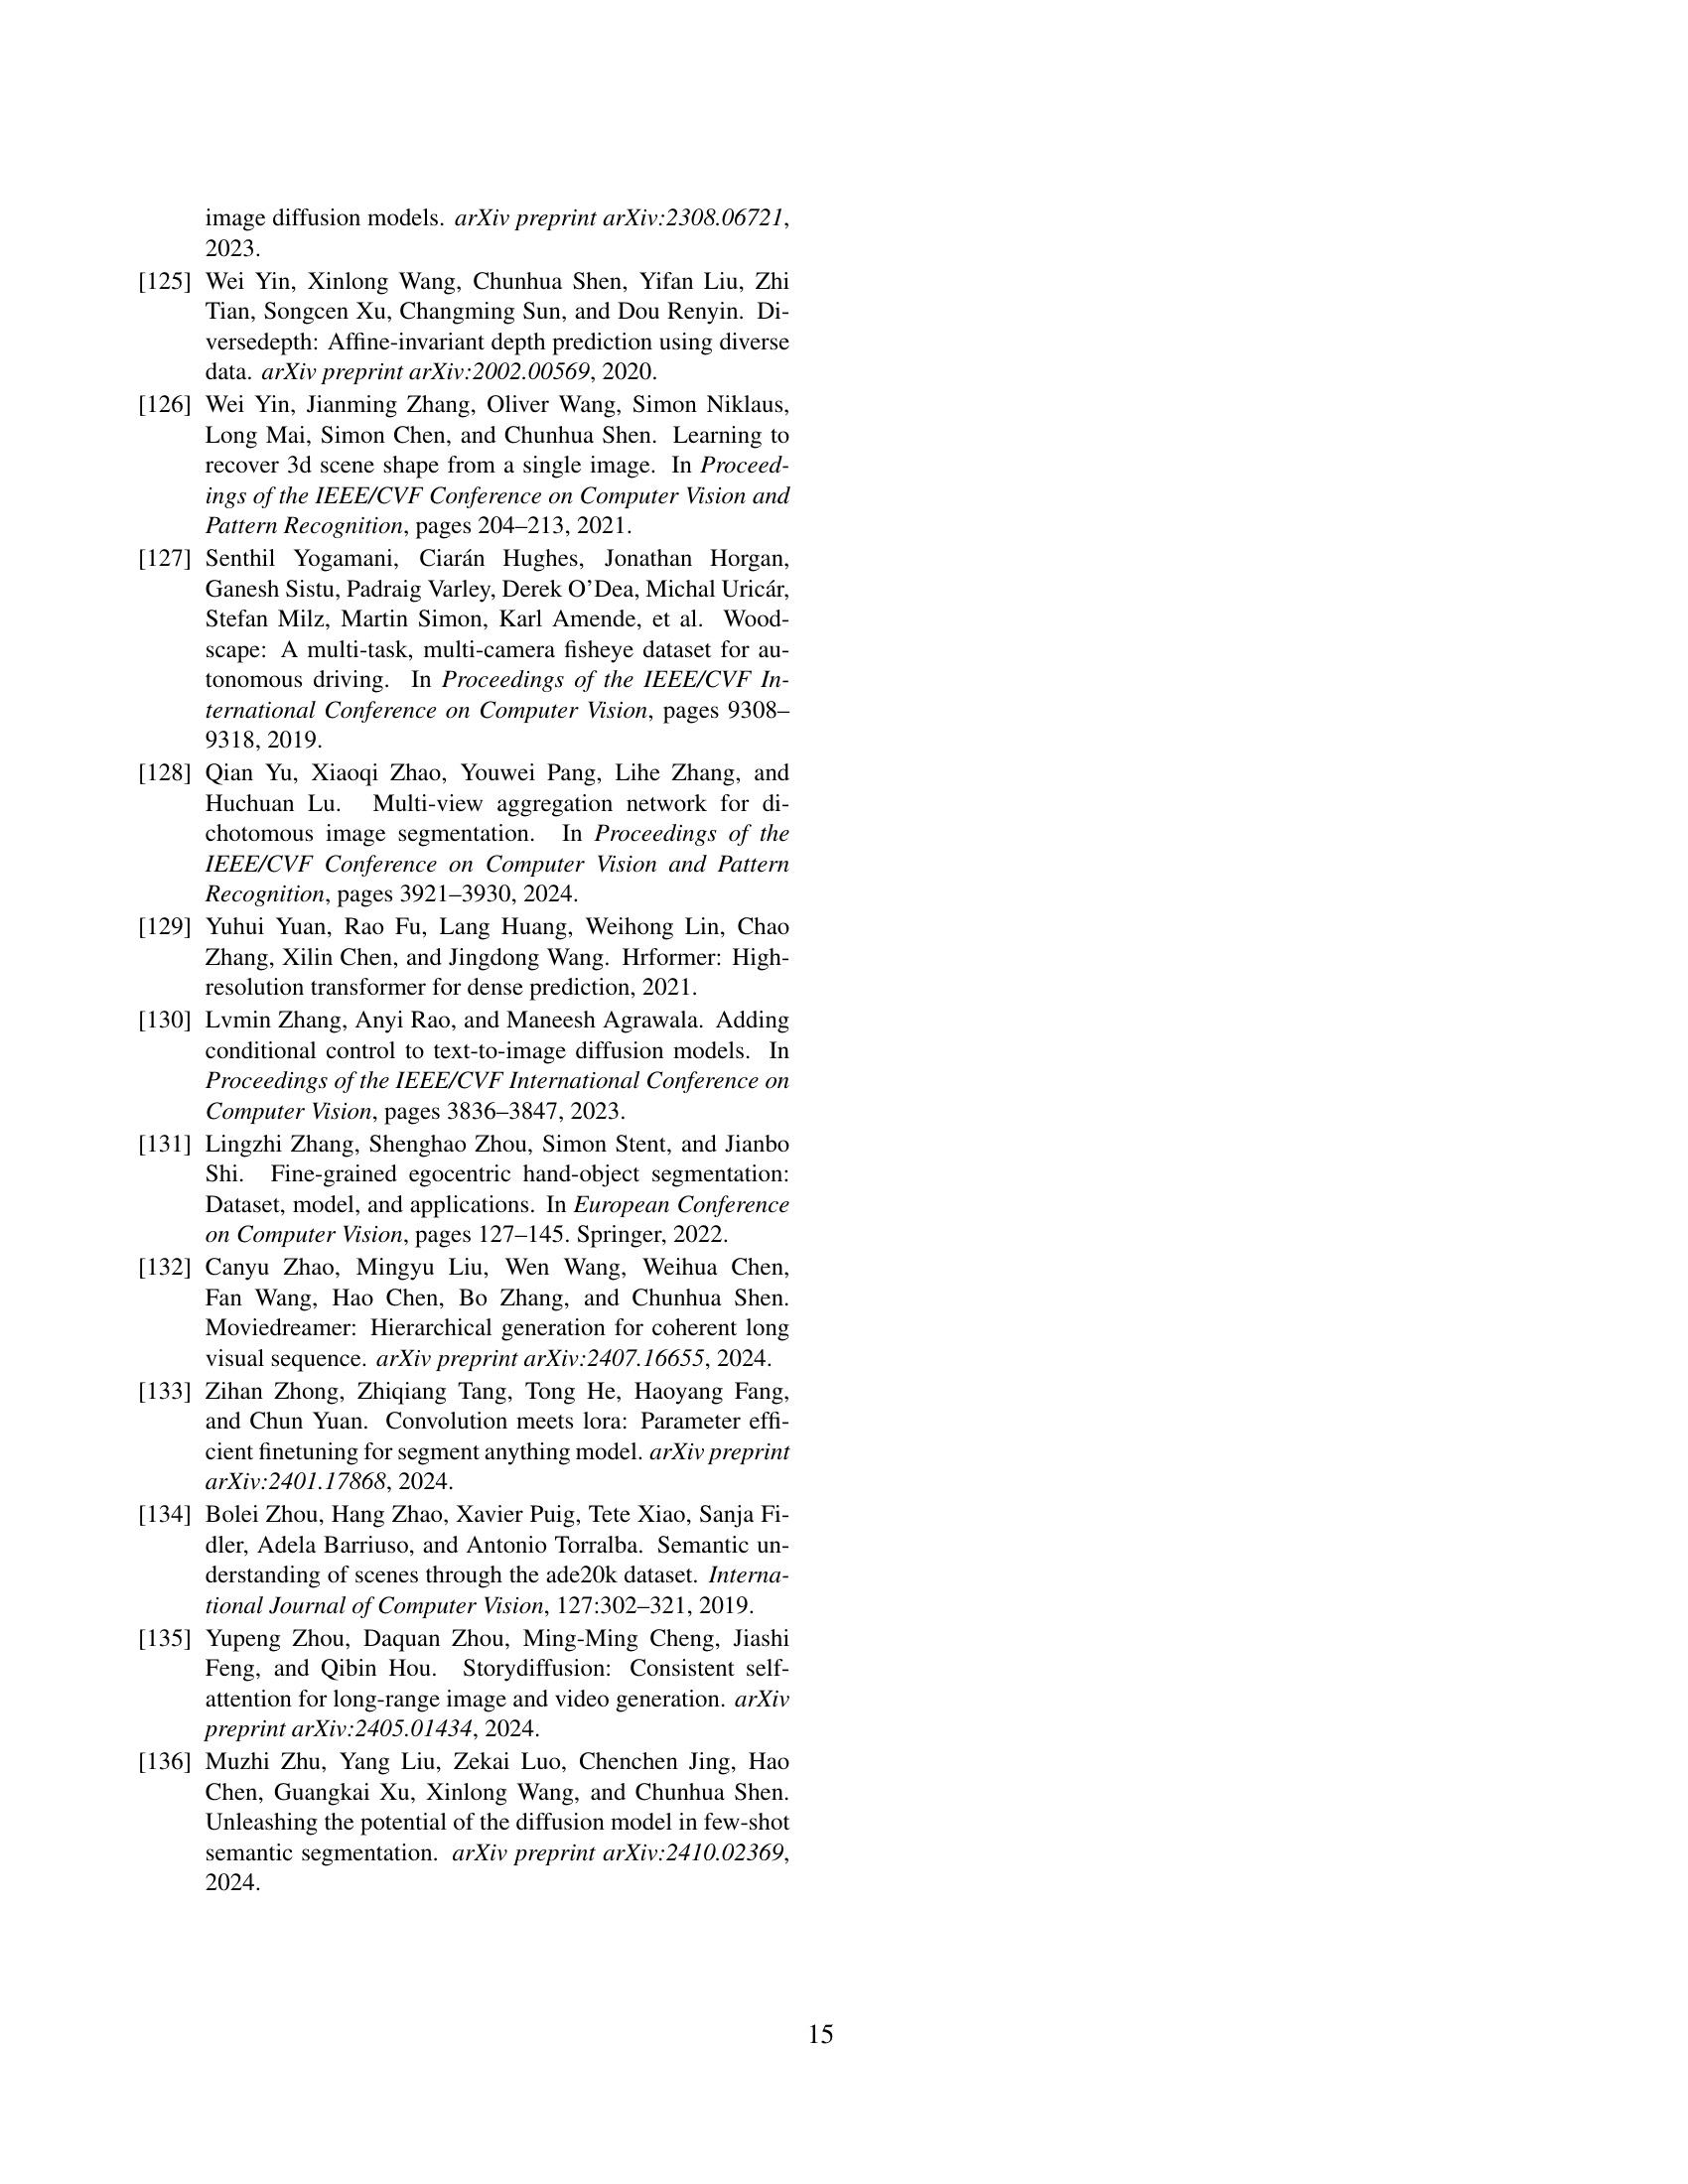 image diffusion models. arXiv preprint arXiv:2308.06721,
2023.
[125] Wei Yin, Xinlong Wang, Chunhua Shen, Yifan Liu, Zhi
Tian, Songcen Xu, Changming Sun, and Dou Renyin. Di-
versedepth: Affine-invariant depth prediction using diverse
data. arXiv preprint arXiv:2002.00569, 2020.
[126] Wei Yin, Jianming Zhang, Oliver Wang, Simon Niklaus,
Long Mai, Simon Chen, and Chunhua Shen. Learning to
recover 3d scene shape from a single image. In Proceed-
ings of the IEEE/CVF Conference on Computer Vision and
Pattern Recognition, pages 204–213, 2021.
[127] Senthil Yogamani, Ciarán Hughes, Jonathan Horgan,
Ganesh Sistu, Padraig Varley, Derek O’Dea, Michal Uricár,
Stefan Milz, Martin Simon, Karl Amende, et al. Wood-
scape: A multi-task, multi-camera fisheye dataset for au-
tonomous driving. In Proceedings of the IEEE/CVF In-
ternational Conference on Computer Vision, pages 9308–
9318, 2019.
[128] Qian Yu, Xiaoqi Zhao, Youwei Pang, Lihe Zhang, and
Huchuan Lu. Multi-view aggregation network for di-
chotomous image segmentation. In Proceedings of the
IEEE/CVF Conference on Computer Vision and Pattern
Recognition, pages 3921–3930, 2024.
[129] Yuhui Yuan, Rao Fu, Lang Huang, Weihong Lin, Chao
Zhang, Xilin Chen, and Jingdong Wang. Hrformer: High-
resolution transformer for dense prediction, 2021.
[130] Lvmin Zhang, Anyi Rao, and Maneesh Agrawala. Adding
conditional control to text-to-image diffusion models. In
Proceedings of the IEEE/CVF International Conference on
Computer Vision, pages 3836–3847, 2023.
[131] Lingzhi Zhang, Shenghao Zhou, Simon Stent, and Jianbo
Shi. Fine-grained egocentric hand-object segmentation:
Dataset, model, and applications. In European Conference
on Computer Vision, pages 127–145. Springer, 2022.
[132] Canyu Zhao, Mingyu Liu, Wen Wang, Weihua Chen,
Fan Wang, Hao Chen, Bo Zhang, and Chunhua Shen.
Moviedreamer: Hierarchical generation for coherent long
visual sequence. arXiv preprint arXiv:2407.16655, 2024.
[133] Zihan Zhong, Zhiqiang Tang, Tong He, Haoyang Fang,
and Chun Yuan. Convolution meets lora: Parameter effi-
cient finetuning for segment anything model. arXiv preprint
arXiv:2401.17868, 2024.
[134] Bolei Zhou, Hang Zhao, Xavier Puig, Tete Xiao, Sanja Fi-
dler, Adela Barriuso, and Antonio Torralba. Semantic un-
derstanding of scenes through the ade20k dataset. Interna-
tional Journal of Computer Vision, 127:302–321, 2019.
[135] Yupeng Zhou, Daquan Zhou, Ming-Ming Cheng, Jiashi
Feng, and Qibin Hou. Storydiffusion: Consistent self-
attention for long-range image and video generation. arXiv
preprint arXiv:2405.01434, 2024.
[136] Muzhi Zhu, Yang Liu, Zekai Luo, Chenchen Jing, Hao
Chen, Guangkai Xu, Xinlong Wang, and Chunhua Shen.
Unleashing the potential of the diffusion model in few-shot
semantic segmentation. arXiv preprint arXiv:2410.02369,
2024.
15